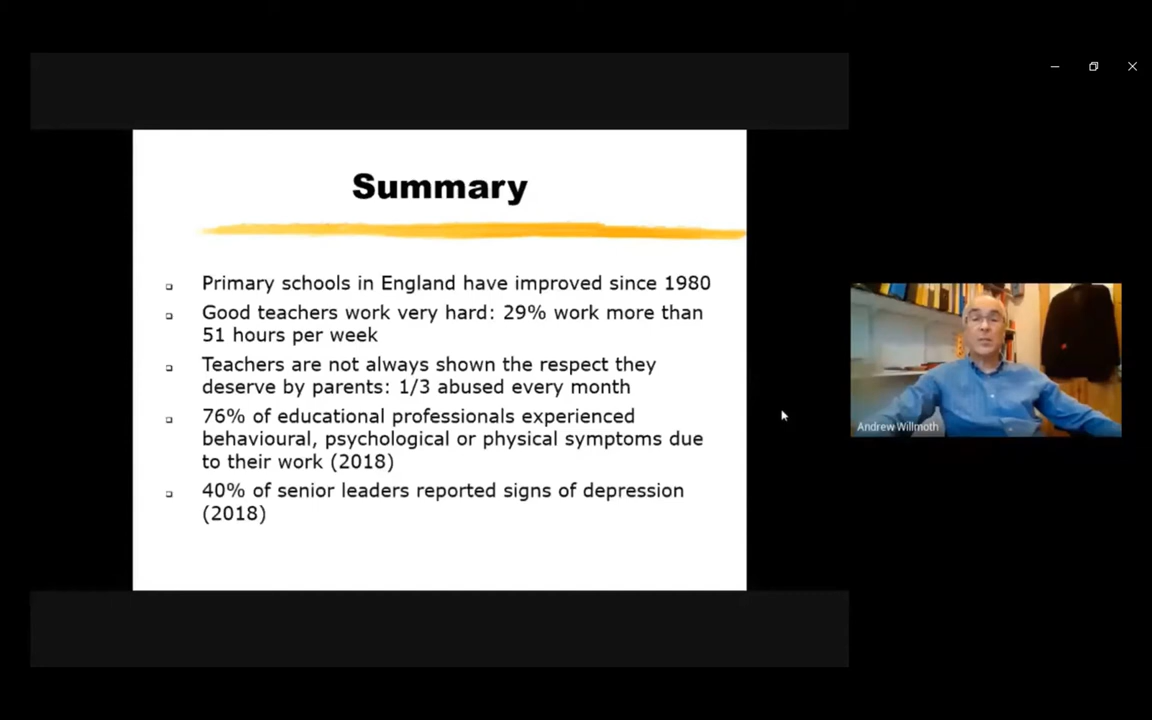 Summary
Primary schools in England have improved since 1980
Good teachers work very hard: 29% work more than
51 hours per week
Teachers are not always shown the respect they
deserve by parents: 1/3 abused every month
76% of educational professionals experienced
behavioural, psychological or physical symptoms due
to their work (2018)
40% of senior leaders reported signs of depression
(2018)
Andrew Willmoth